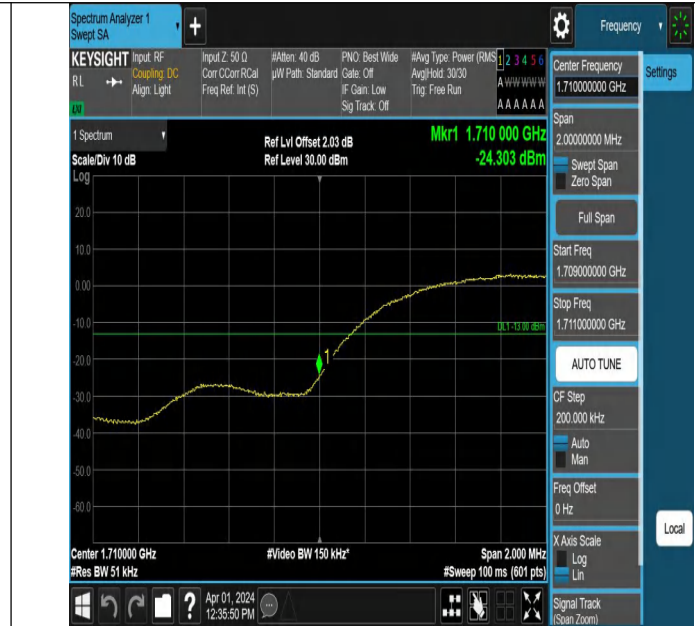 Spectrum Analyzer 1
Swept SA
Frequency
KEYSIGHT
RL
LXI
Input: RF
Coupling: DC
Align: Light
Input Z: 50 Ω
Corr CCorr RCal
Freq Ref: Int (S)
#Atten: 40 dB
µW Path: Standard
PNO: Best Wide
Gate: Off
IF Gain: Low
Sig Track: Off
#Avg Type: Power (RMS
Avg|Hold: 30/30
Trig: Free Run
1 2 3 4 5 6
A W W W W W
A A A A A A
1 Spectrum
Scale/Div 10 dB
Log
Ref Lvl Offset 2.03 dB
Ref Level 30.00 dBm
Mkr1 1.710 000 GHz
-24.303 dBm
20.0
10.0
0.00
-10.0
-20.0
-30.0
-40.0
-50.0
-60.0
DL1 -13.00 dBm
1
Center 1.710000 GHz
#Res BW 51 kHz
#Video BW 150 kHz*
Span 2.000 MHz
#Sweep 100 ms (601 pts)
?
Apr 01, 2024
12:35:50 PM
Center Frequency
1.710000000 GHz
Span
2.00000000 MHz
Swept Span
Zero Span
Full Span
Start Freq
1.709000000 GHz
Stop Freq
1.711000000 GHz
AUTO TUNE
CF Step
200.000 kHz
Auto
Man
Freq Offset
0 Hz
X Axis Scale
Log
Lin
Signal Track
(Span Zoom)
Settings
Local